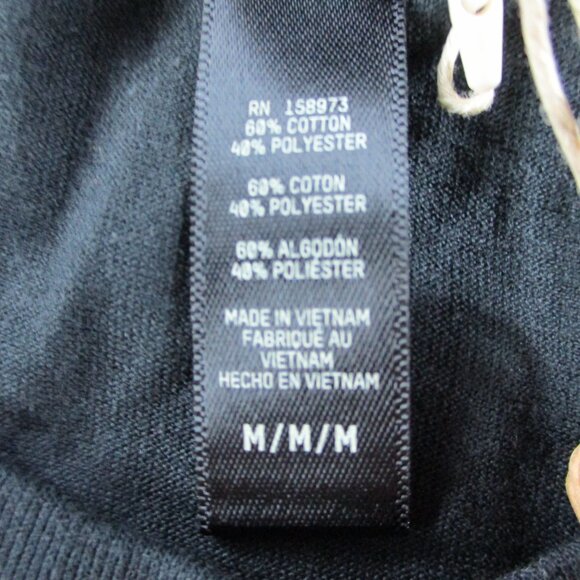 RN 158973
60% COTTON
40% POLYESTER
60% COTON
40% POLYESTER
60% ALGODÓN
40% POLIÉSTER
MADE IN VIETNAM
FABRIQUÉ AU
VIETNAM
HECHO EN VIETNAM
M/M/M